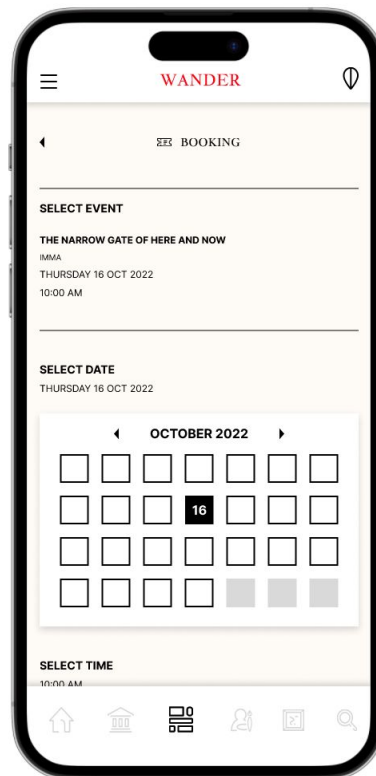 WANDER
BOOKING
SELECT EVENT
THE NARROW GATE OF HERE AND NOW
IMMA
THURSDAY 16 OCT 2022
10:00 AM
SELECT DATE
THURSDAY 16 OCT 2022
OCTOBER 2022
16
SELECT TIME
10:00 AM